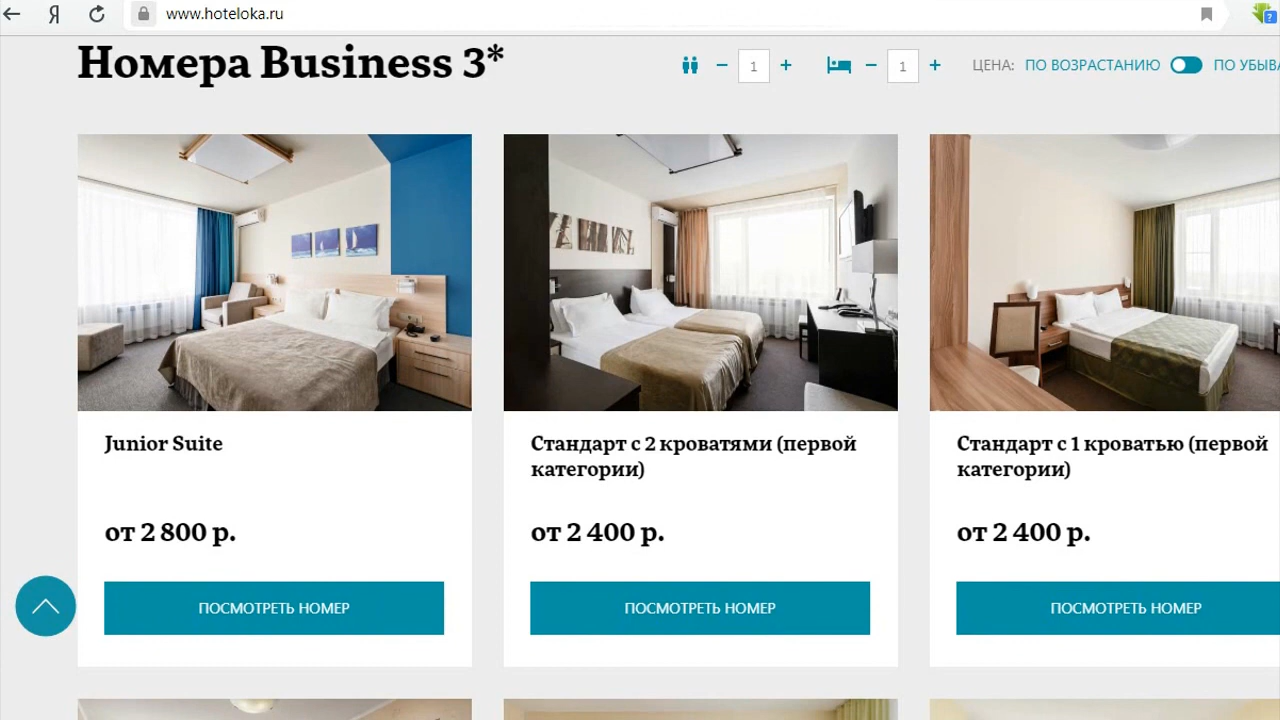 www.hoteloka.ru
Номера Business 3*
1
1
ЦЕНА: ПО ВОЗРАСТАНИЮ
ПО УБЫВА
Junior Suite
от 2 800 р.
ПОСМОТРЕТЬ НОМЕР
Стандарт с 2 кроватями (первой
категории)
от 2 400 р.
ПОСМОТРЕТЬ НОМЕР
Стандарт с 1 кроватью (первой
категории)
от 2 400 р.
ПОСМОТРЕТЬ НОМЕР